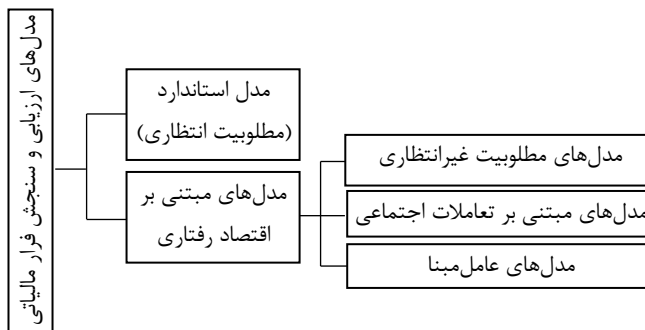 مدل‌های ارزیابی و سنجش فرار مالیاتی
مدل استاندارد
(مطلوبیت انتظاری)
مدل‌های مبتنی بر
اقتصاد رفتاری
مدل‌های مطلوبیت غیرانتظاری
مدل‌های مبتنی بر تعاملات اجتماعی
مدل‌های عامل‌مبنا